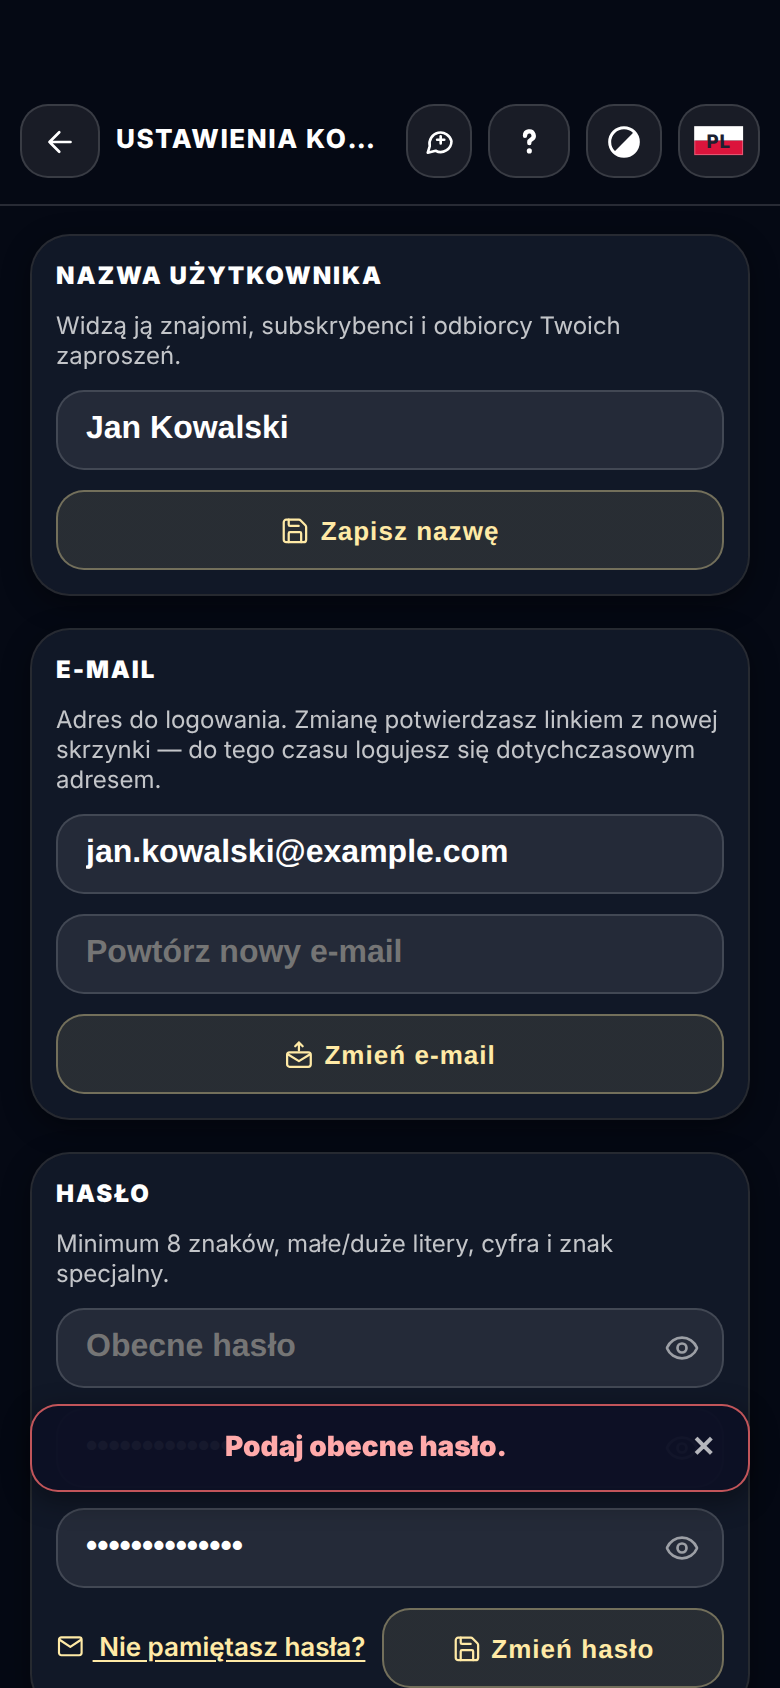 USTAWIENIA KO...
?
PL
NAZWA UŻYTKOWNIKA
Widzą ją znajomi, subskrybenci i odbiorcy Twoich
zaproszeń.
Jan Kowalski
Zapisz nazwę
E-MAIL
Adres do logowania. Zmianę potwierdzasz linkiem z nowej
skrzynki — do tego czasu logujesz się dotychczasowym
adresem.
jan.kowalski@example.com
Powtórz nowy e-mail
Zmień e-mail
HASŁO
Minimum 8 znaków, małe/duże litery, cyfra i znak
specjalny.
Obecne hasło
Podaj obecne hasło. ✕
••••••••••••••
Nie pamiętasz hasła?
Zmień hasło